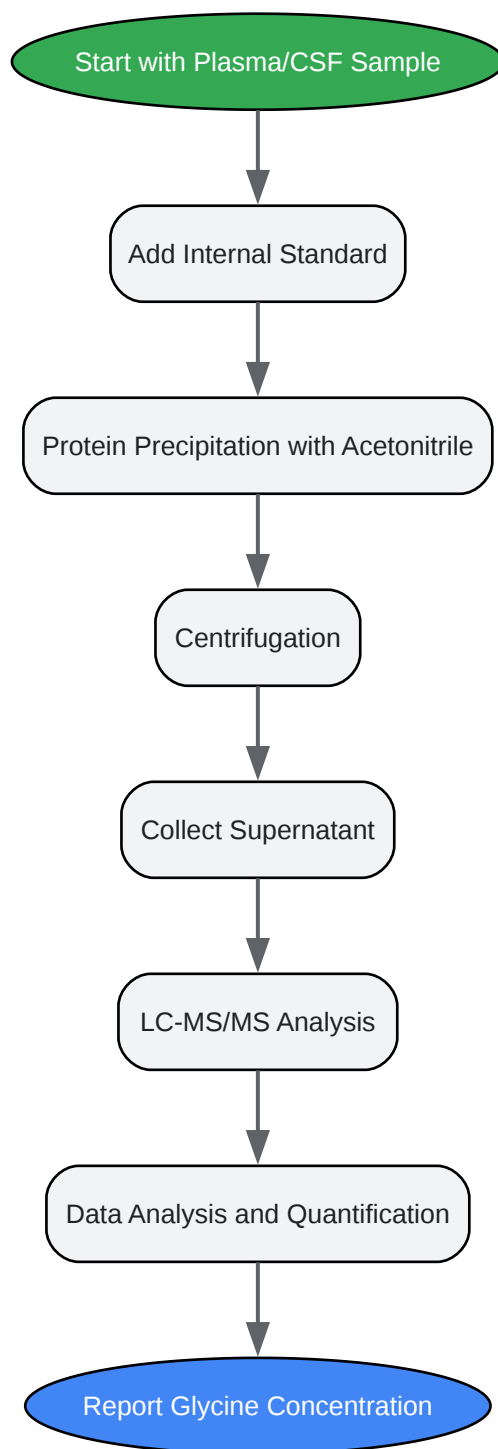 Start with Plasma/CSF Sample
Add Internal Standard
Protein Precipitation with Acetonitrile
Centrifugation
Collect Supernatant
LC-MS/MS Analysis
Data Analysis and Quantification
Report Glycine Concentration